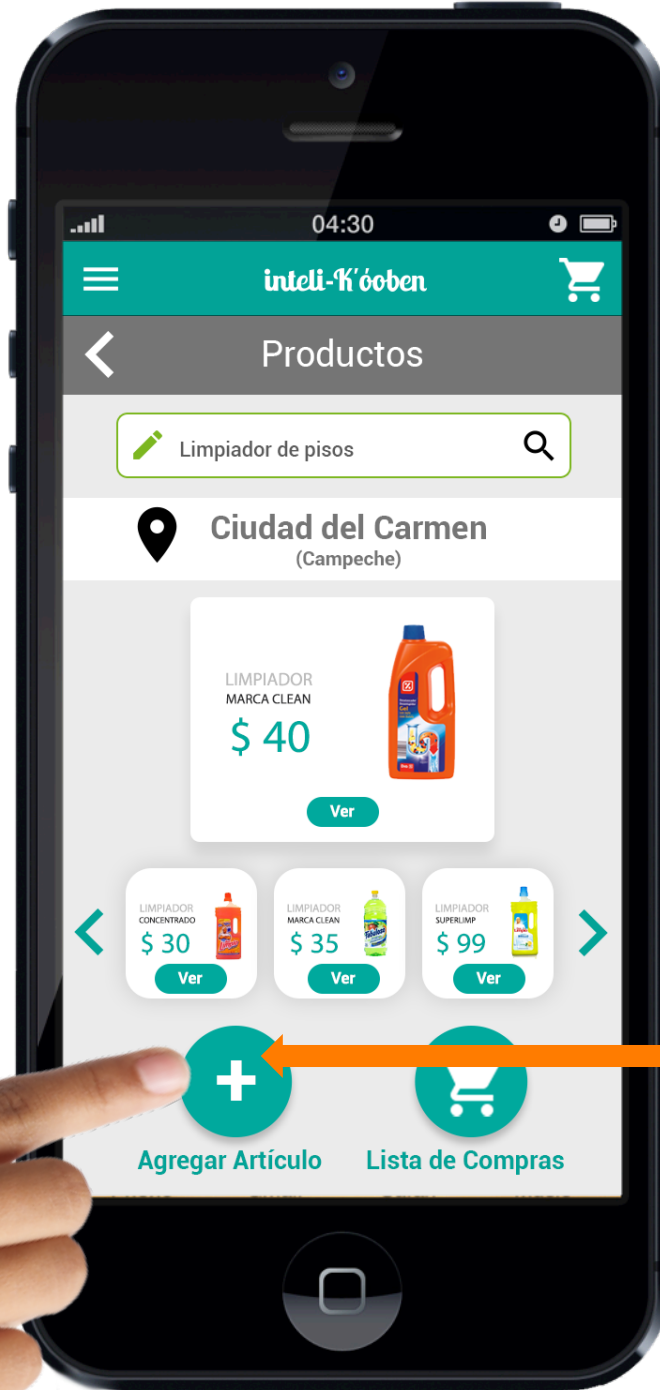 04:30
inteli-K'óoben
Productos
Limpiador de pisos
Ciudad del Carmen
(Campeche)
LIMPIADOR
MARCA CLEAN
$ 40
Ver
LIMPIADOR
CONCENTRADO
$ 30
Ver
LIMPIADOR
MARCA CLEAN
$ 35
Ver
Fabuloso
LIMPIADOR
SUPERLIMP
$ 99
Ver
Agregar Artículo
Lista de Compras